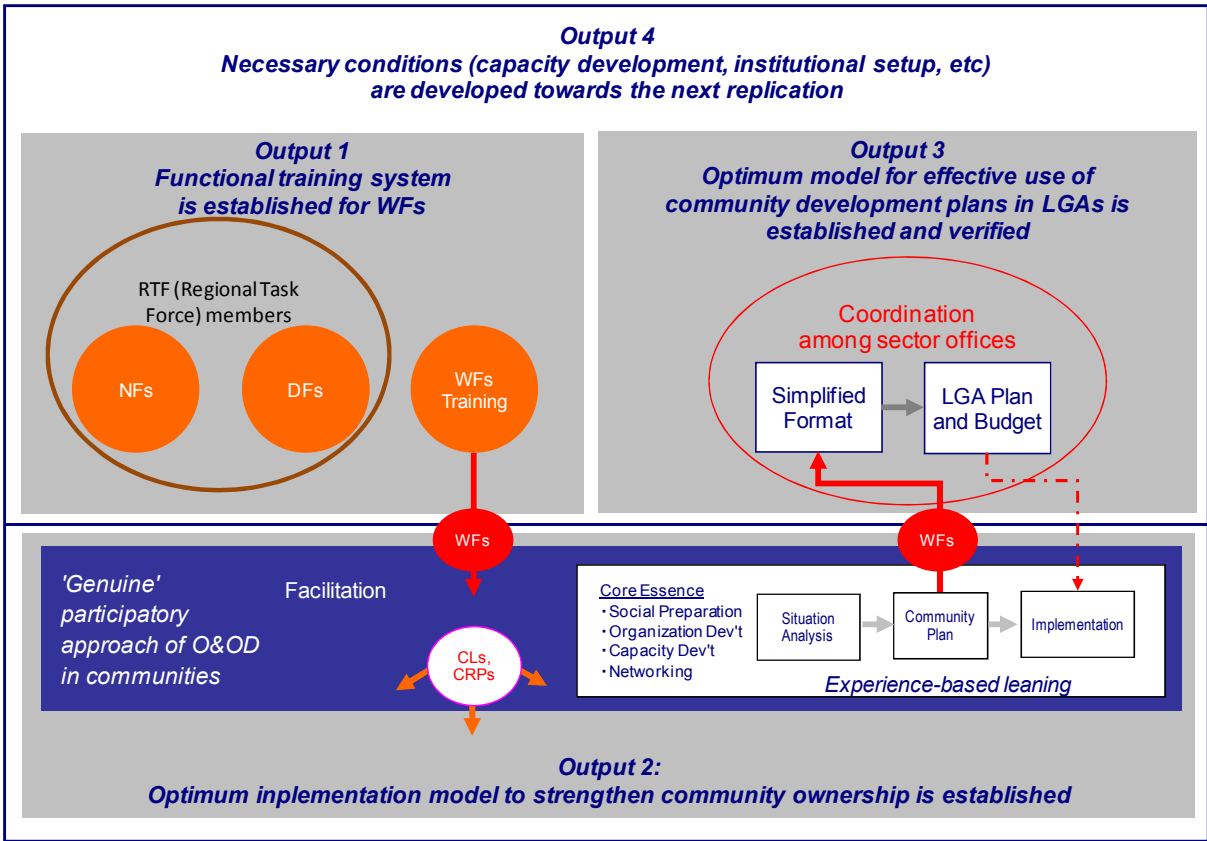 Output 4
Necessary conditions (capacity development, institutional setup, etc)
are developed towards the next replication
Output 1
Functional training system
is established for WFs
RTF (Regional Task
Force) members
NFs
DFs
WFs
Training
Output 3
Optimum model for effective use of
community development plans in LGAs is
established and verified
Coordination
among sector offices
Simplified
Format
LGA Plan
and Budget
WFs
WFs
'Genuine'
participatory
approach of O&OD
in communities
Facilitation
CLs,
CRPs
Core Essence
・Social Preparation
・Organization Dev't
・Capacity Dev't
・Networking
Situation
Analysis
Community
Plan
Implementation
Experience-based leaning
Output 2:
Optimum inplementation model to strengthen community ownership is established